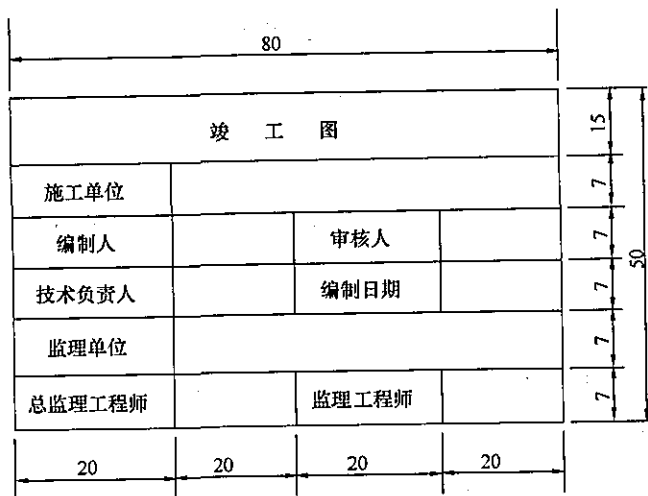 80
竣 工 图
15
施工单位
7
编制人 审核人
7
50
技术负责人 编制日期
7
监理单位
7
总监理工程师 监理工程师
7
20 20 20 20